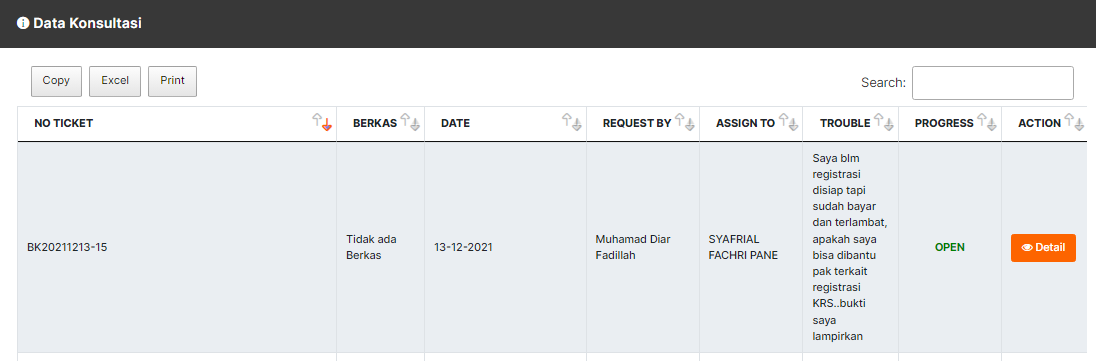 Data Konsultasi
Copy Excel Print
Search:
NO TICKET BERKAS DATE REQUEST BY ASSIGN TO TROUBLE PROGRESS ACTION
BK20211213-15
Tidak ada
Berkas
13-12-2021
Muhamad Diar
Fadillah
SYAFRIAL
FACHRI PANE
Saya blm
registrasi
disiap tapi
sudah bayar
dan terlambat,
apakah saya
bisa dibantu
pak terkait
registrasi
KRS..bukti
saya
lampirkan
OPEN
Detail